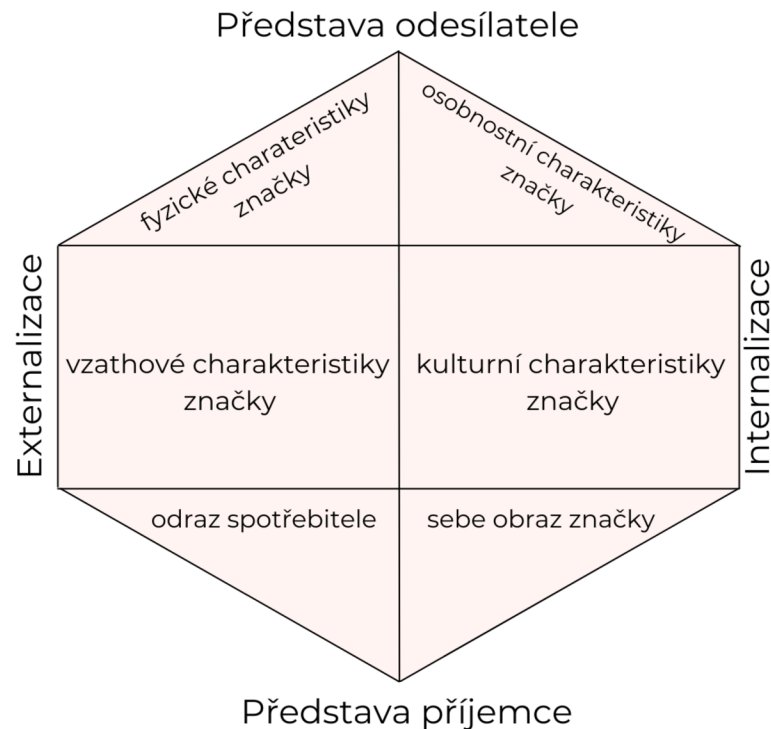 Představa odesílatele
fyzické charateristiky
značky
osobnostní charakteristiky
značky
Externalizace
vzathové charakteristiky
značky
kulturní charakteristiky
značky
Internalizace
odraz spotřebitele
sebe obraz značky
Představa příjemce